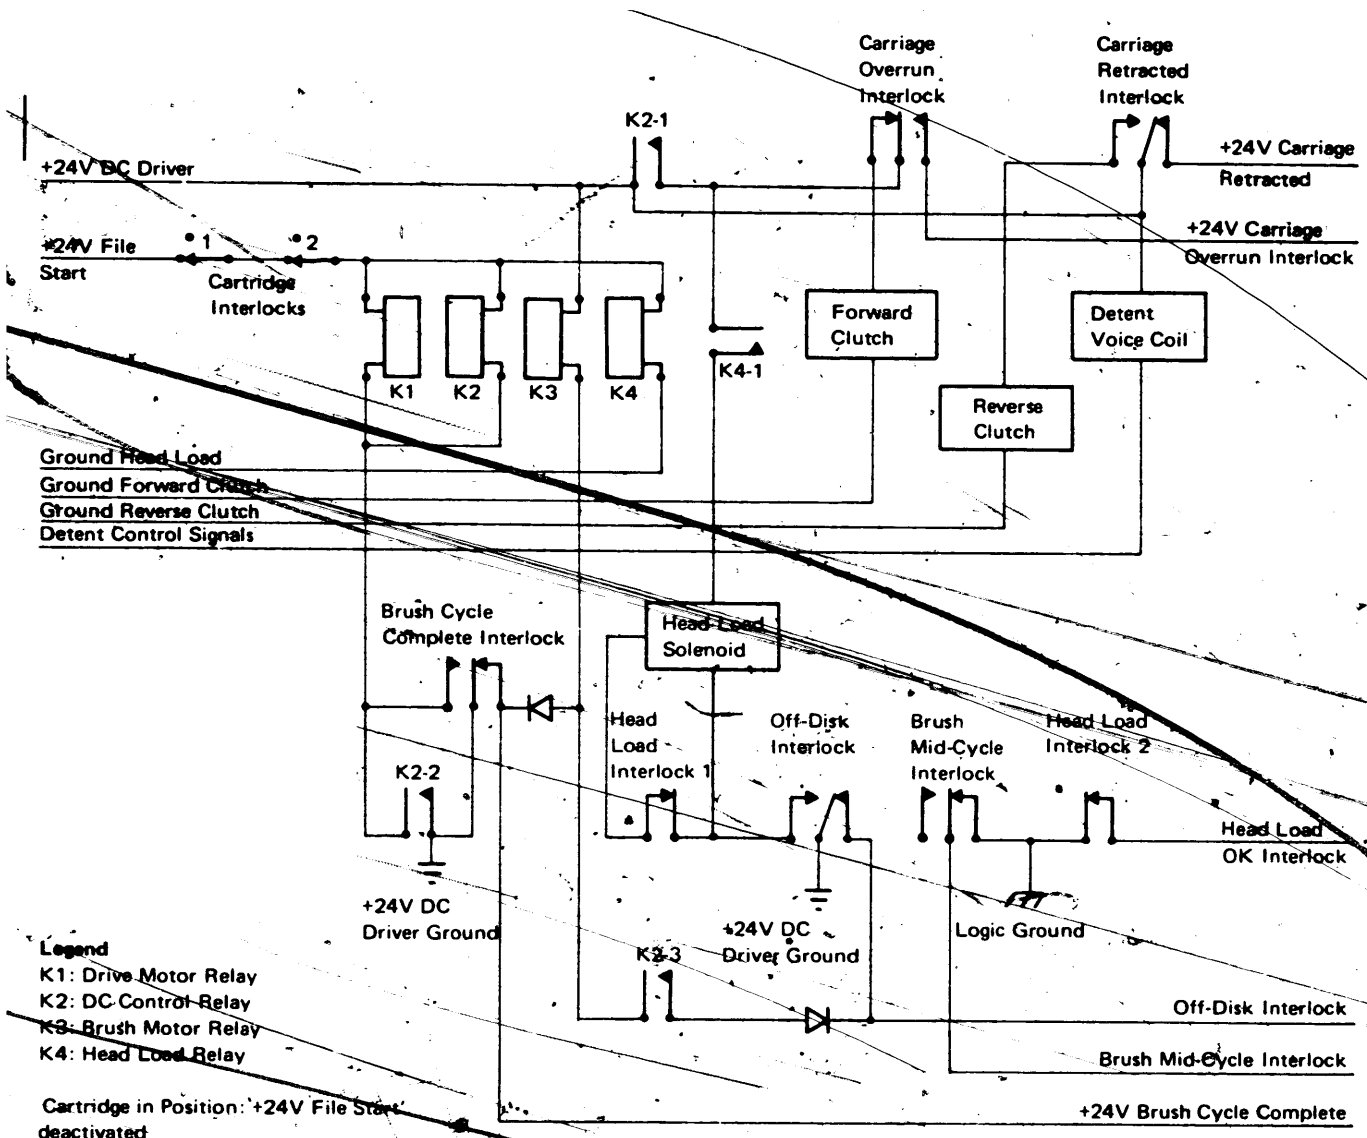 Carriage
Overrun
Interlock
Carriage
Retracted
Interlock
K2-1
+24V DC Driver
+24V Carriage
Retracted
+24V File
Start
1
2
Cartridge
Interlocks
+24V Carriage
Overrun Interlock
Forward
Clutch
Detent
Voice Coil
K1
K2
K3
K4
K4-1
Reverse
Clutch
Ground Head Load
Ground Forward Clutch
Ground Reverse Clutch
Detent Control Signals
Brush Cycle
Complete Interlock
Head Load
Solenoid
Head
Load
Interlock 1
Off-Disk
Interlock
Brush
Mid-Cycle
Interlock
Head Load
Interlock 2
K2-2
Head Load
OK Interlock
+24V DC
Driver Ground
+24V DC
Driver Ground
Logic Ground
K2-3
Legend
K1: Drive Motor Relay
K2: DC Control Relay
K3: Brush Motor Relay
K4: Head Load Relay
Off-Disk Interlock
Brush Mid-Cycle Interlock
+24V Brush Cycle Complete
Cartridge in Position: '+24V File Start'
deactivated